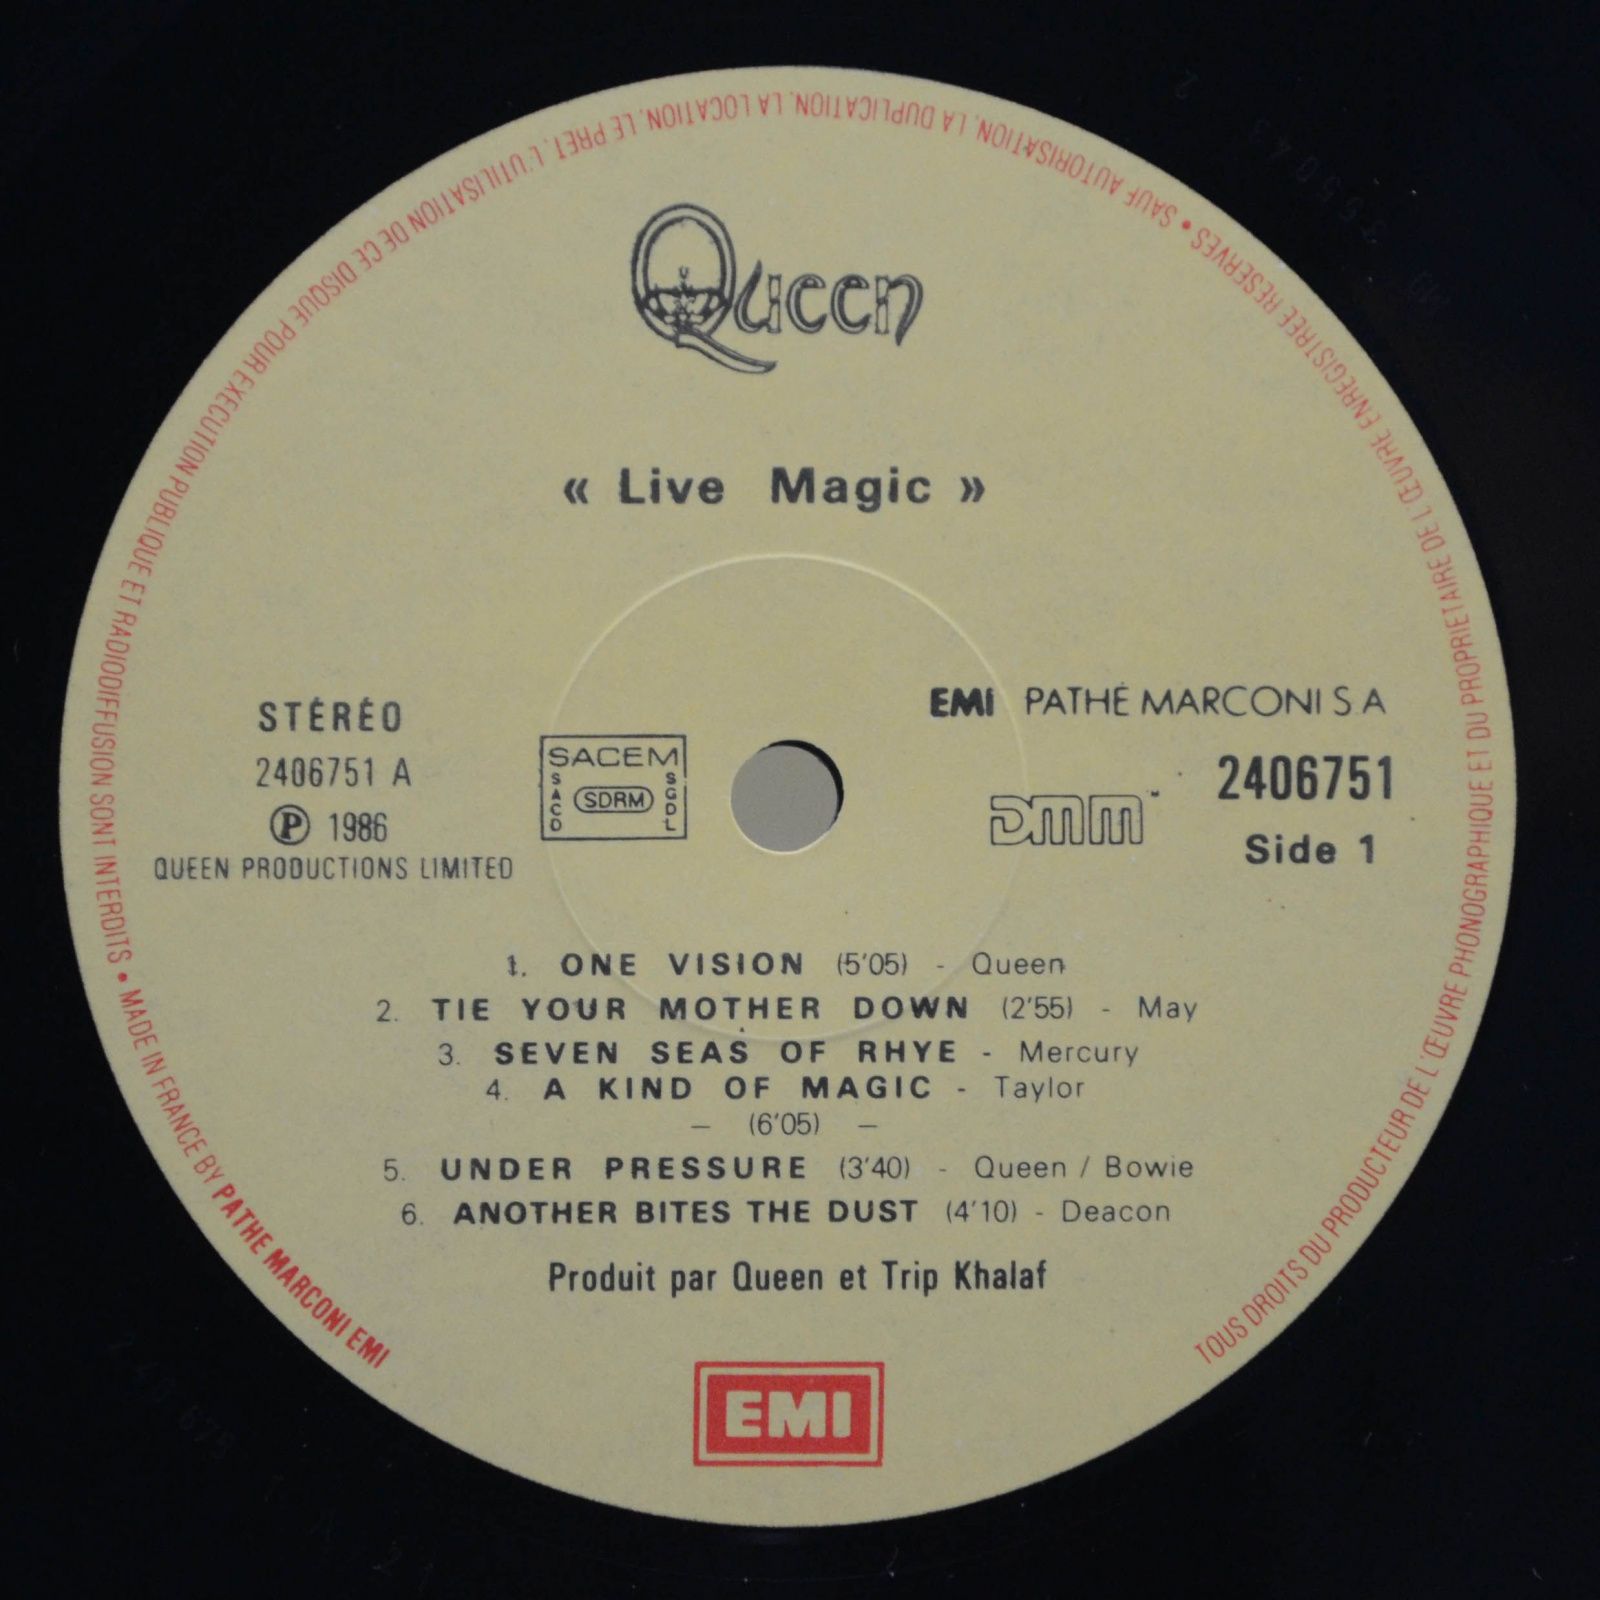 TOUS DROITS DU PRODUCTEUR DE L'ŒUVRE PHONOGRAPHIQUE ET DU PROPRIETAIRE DE L'ŒUVRE ENREGISTREE RESERVES • SAUF AUTORISATION, LA DUPLICATION, LA LOCATION, LE PRET, L'UTILISATION DE CE DISQUE POUR EXECUTION PUBLIQUE ET RADIODIFFUSION SONT INTERDITS • MADE IN FRANCE BY PATHE MARCONI EMI
Queen
« Live Magic »
STÉRÉO
2406751 A
Ⓟ 1986
QUEEN PRODUCTIONS LIMITED
SACEM
SACD
SDRM
SGDL
EMI PATHÉ MARCONI S A
DMM
2406751
Side 1
1. ONE VISION (5'05) - Queen
2. TIE YOUR MOTHER DOWN (2'55) - May
3. SEVEN SEAS OF RHYE - Mercury
4. A KIND OF MAGIC - Taylor
– (6'05) –
5. UNDER PRESSURE (3'40) - Queen / Bowie
6. ANOTHER BITES THE DUST (4'10) - Deacon
Produit par Queen et Trip Khalaf
EMI